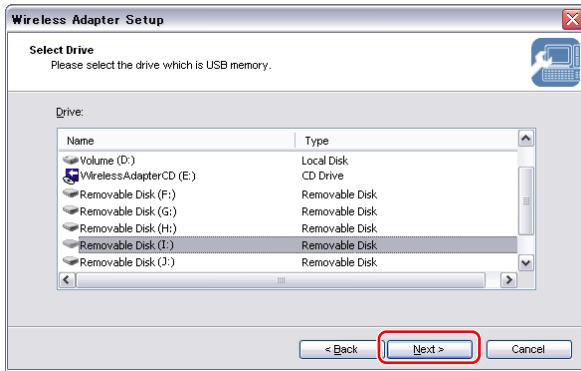 Wireless Adapter Setup
Select Drive
Please select the drive which is USB memory.
Drive:
Name Type
Volume (D:) Local Disk
WirelessAdapterCD (E:) CD Drive
Removable Disk (F:) Removable Disk
Removable Disk (G:) Removable Disk
Removable Disk (H:) Removable Disk
Removable Disk (I:) Removable Disk
Removable Disk (J:) Removable Disk
< Back Next > Cancel